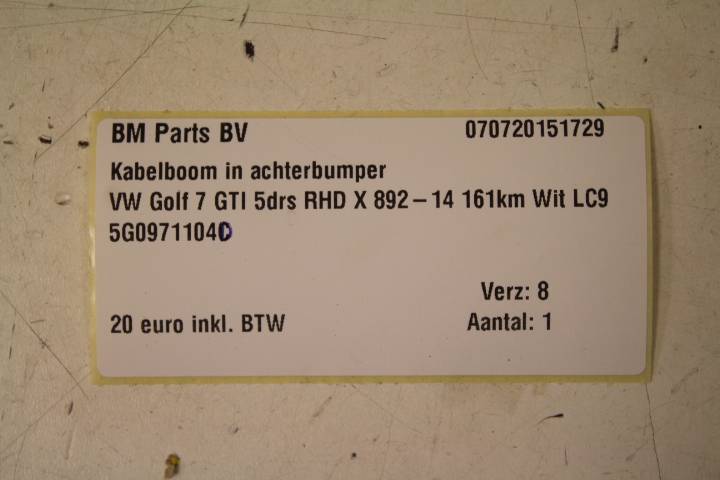 BM Parts BV 070720151729
Kabelboom in achterbumper
VW Golf 7 GTI 5drs RHD X 892-14 161km Wit LC9
5G0971104D
Verz: 8
20 euro inkl. BTW Aantal: 1